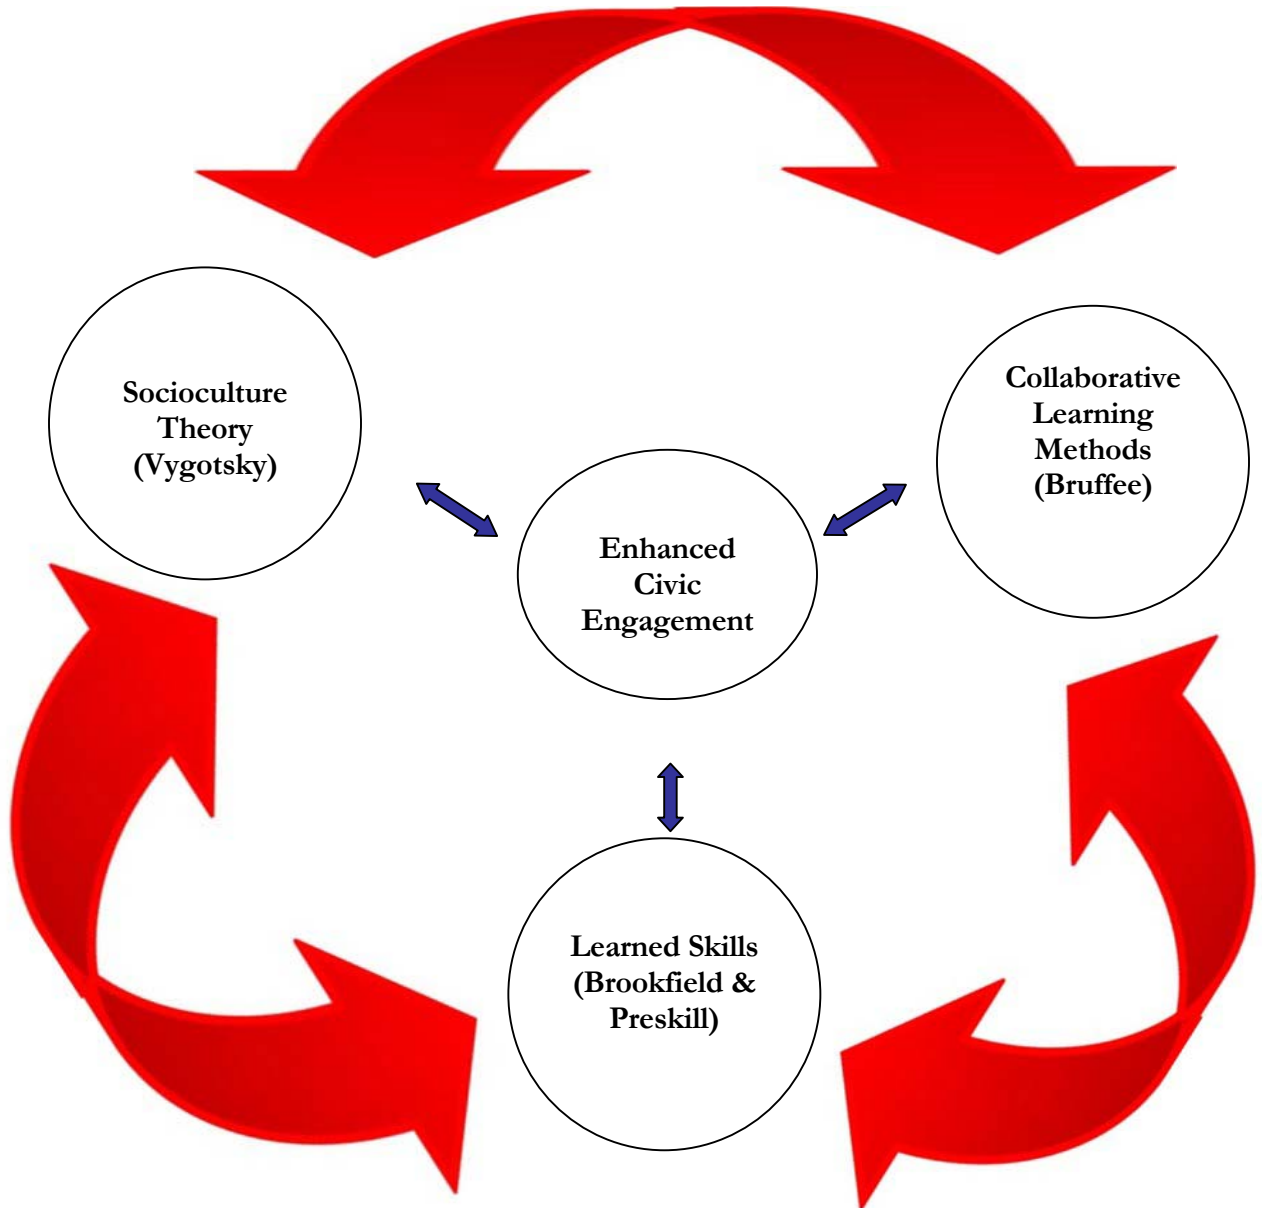 Socioculture
Theory
(Vygotsky)
Collaborative
Learning
Methods
(Bruffee)
Enhanced
Civic
Engagement
Learned Skills
(Brookfield &
Preskill)